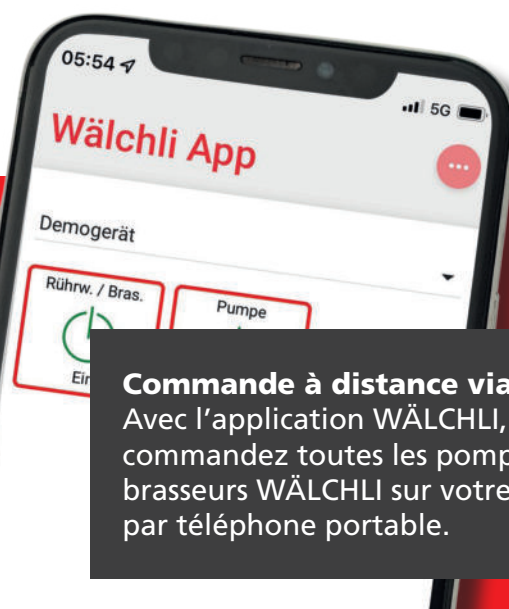 05:54
5G
Wälchli App
Demogerät
Rührw. / Bras.
Pumpe
Commande à distance via
Avec l’application WÄLCHLI,
commandez toutes les
brasseurs WÄLCHLI sur votre
par téléphone portable.